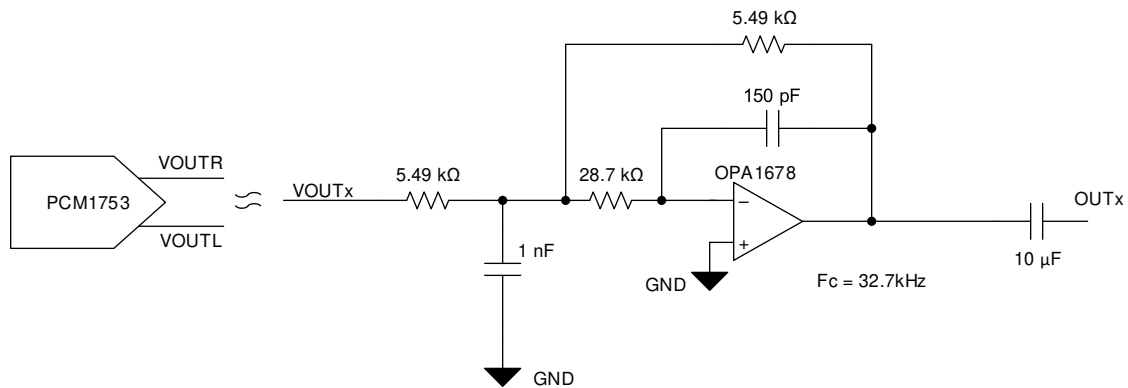 5.49 kΩ
150 pF
VOUTR
PCM1753
VOUTL
VOUTx
5.49 kΩ
28.7 kΩ
OPA1678
OUTx
1 nF
GND
10 µF
Fc = 32.7kHz
GND